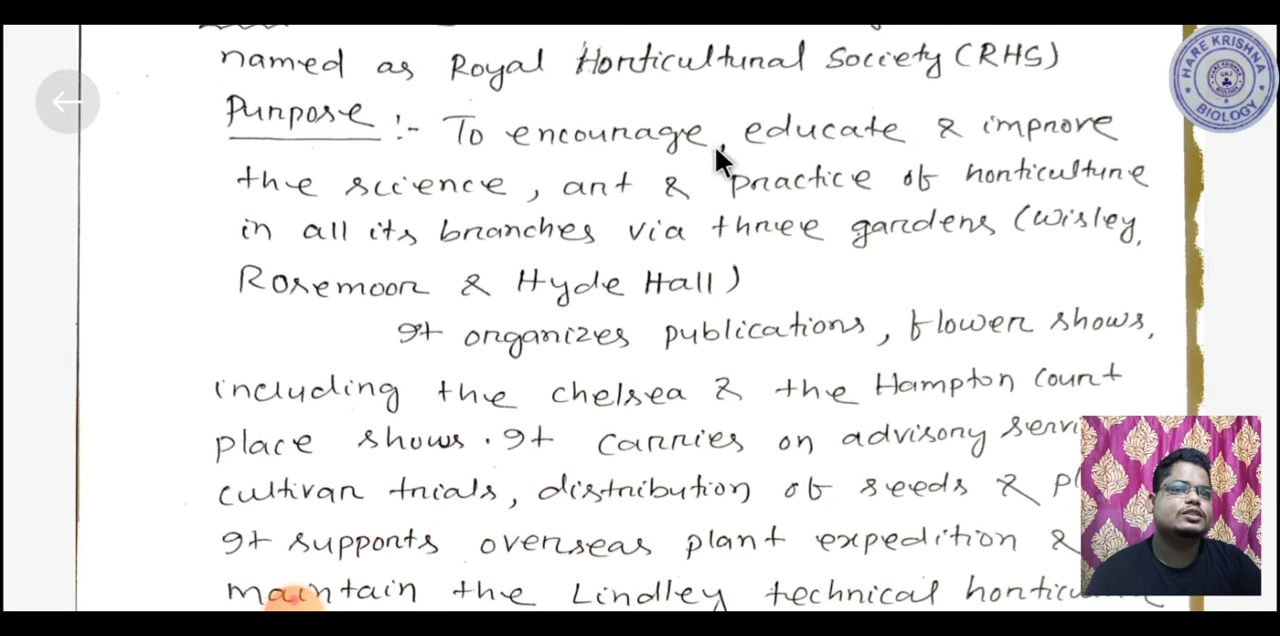 named as Royal Horticultural Society (RHS)
Purpose :- To encourage, educate & improve
the science, art & practice of horticulture
in all its branches via three gardens (Wisley,
Rosemoor & Hyde Hall)
It organizes publications, flower shows,
including the chelsea & the Hampton Court
place shows. It carries on advisory
cultivar trials, distribution of seeds &
It supports overseas plant expedition &
maintain the Lindley technical
HARE KRISHNA
BIOLOGY